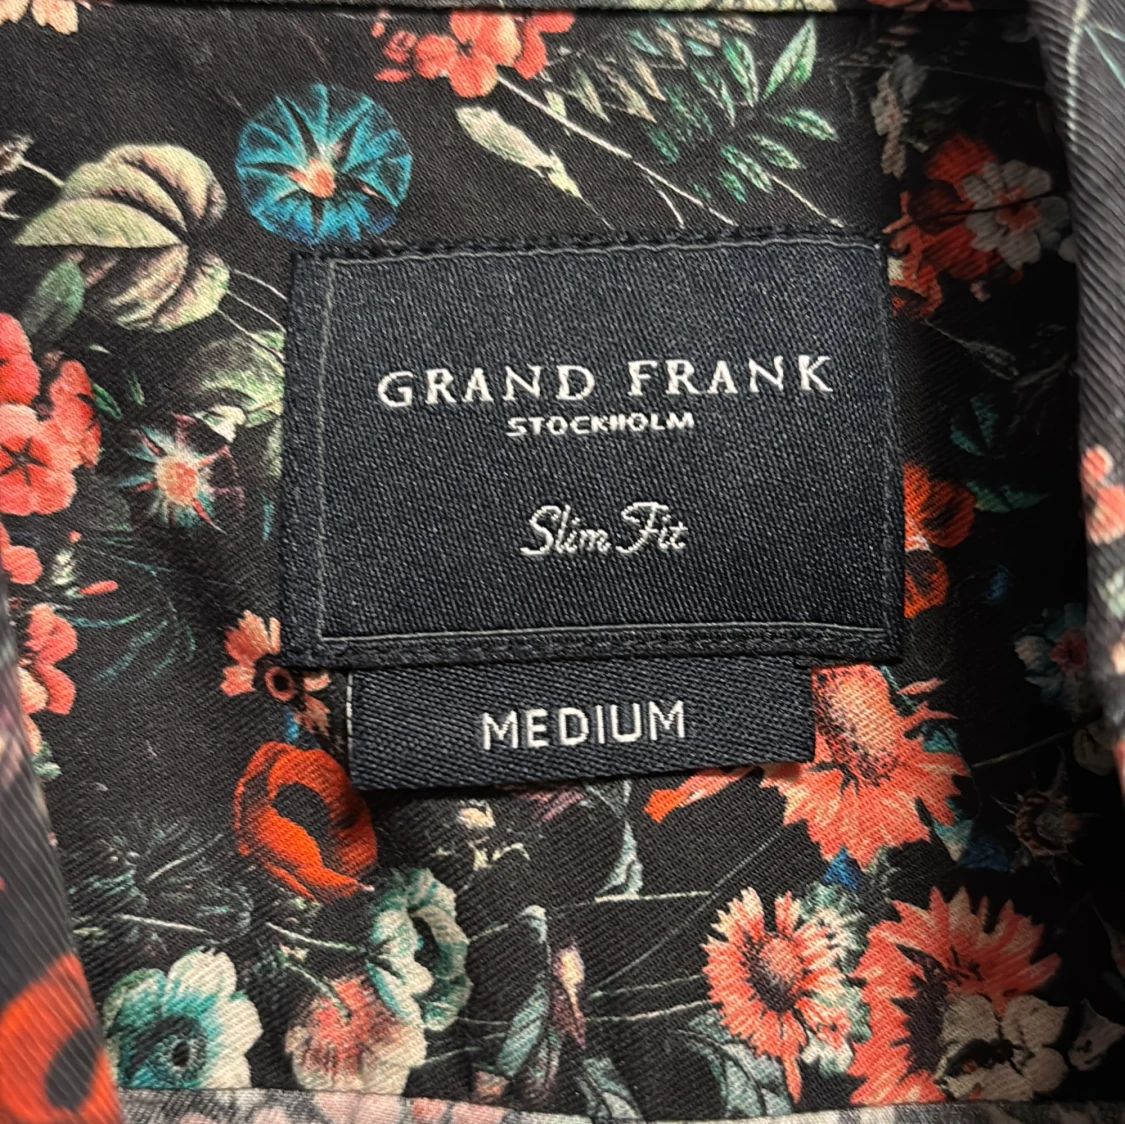 GRAND FRANK
STOCKHOLM
Slim Fit
MEDIUM